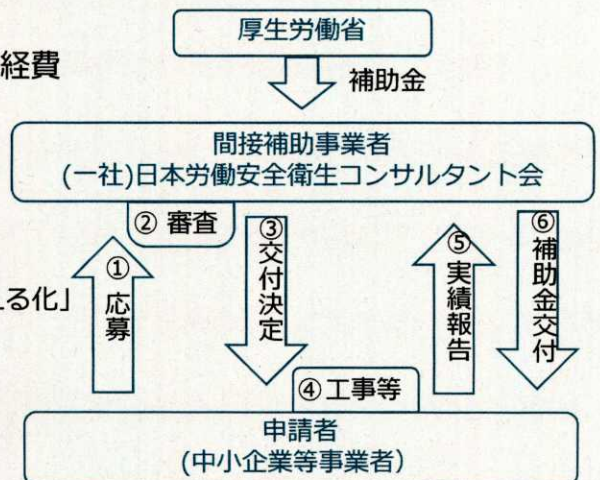 厚生労働省
経費
補助金
間接補助事業者
(一社)日本労働安全衛生コンサルタント会
② 審査
①応募
③交付決定
⑤実績報告
⑥補助金交付
える化」
④工事等
申請者
(中小企業等事業者)